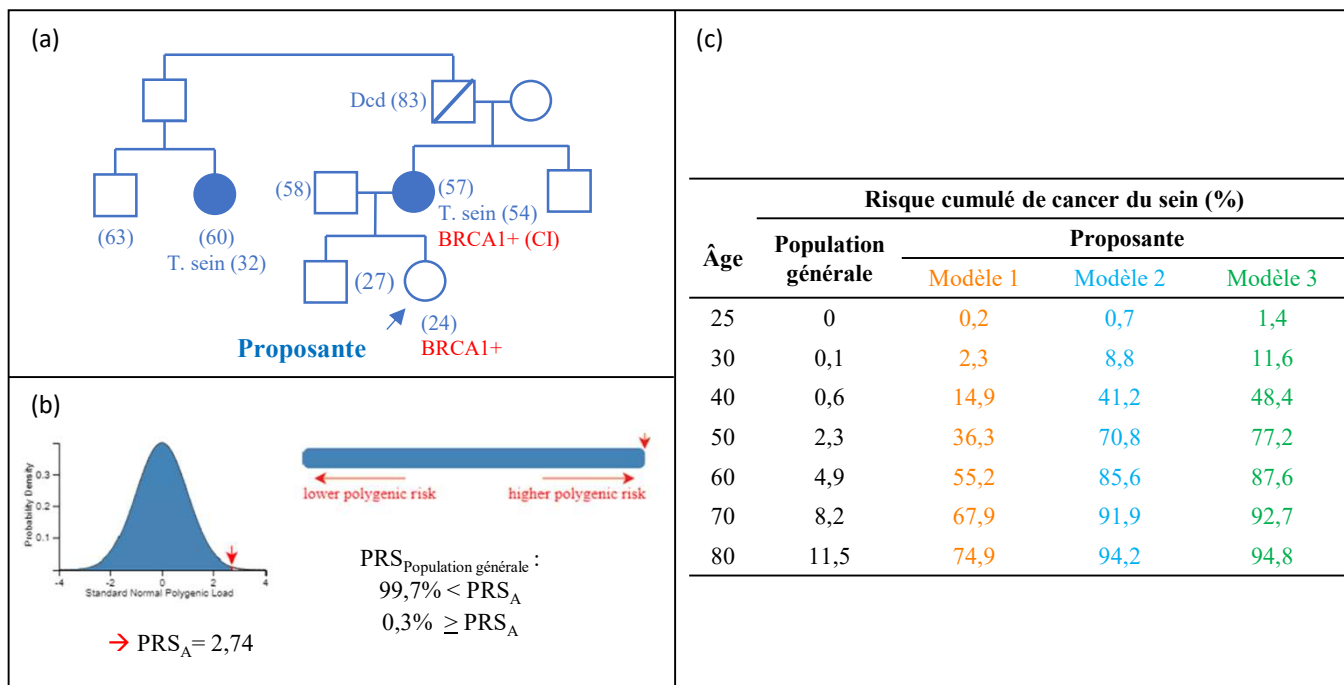 (a)
Dcd (83)
(58)
(57)
T. sein (54)
BRCA1+ (CI)
(63)
(60)
T. sein (32)
(27)
(24)
BRCA1+
Proposante
(b)
Probability Density
0.3
0.2
0.1
-4 -2 0 2 4
Standard Normal Polygenic Load
→ PRSA= 2,74
lower polygenic risk
higher polygenic risk
PRSPopulation générale :
99,7% < PRSA
0,3% ≥ PRSA
(c)
Risque cumulé de cancer du sein (%)
Âge Population générale Proposante
Modèle 1 Modèle 2 Modèle 3
25 0 0,2 0,7 1,4
30 0,1 2,3 8,8 11,6
40 0,6 14,9 41,2 48,4
50 2,3 36,3 70,8 77,2
60 4,9 55,2 85,6 87,6
70 8,2 67,9 91,9 92,7
80 11,5 74,9 94,2 94,8